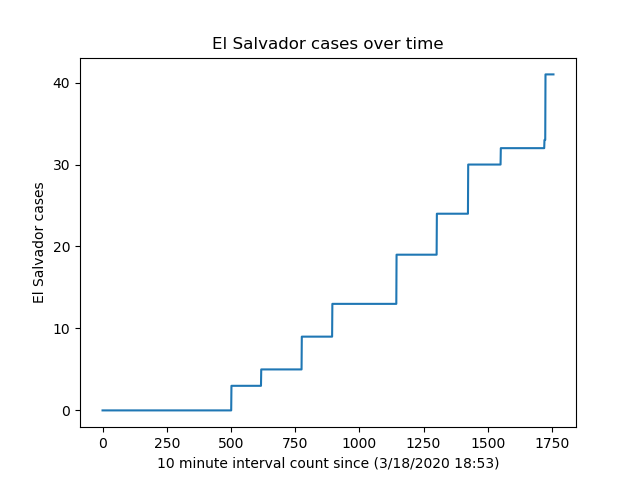 El Salvador cases over time
El Salvador cases
40
30
20
10
0
0 250 500 750 1000 1250 1500 1750
10 minute interval count since (3/18/2020 18:53)